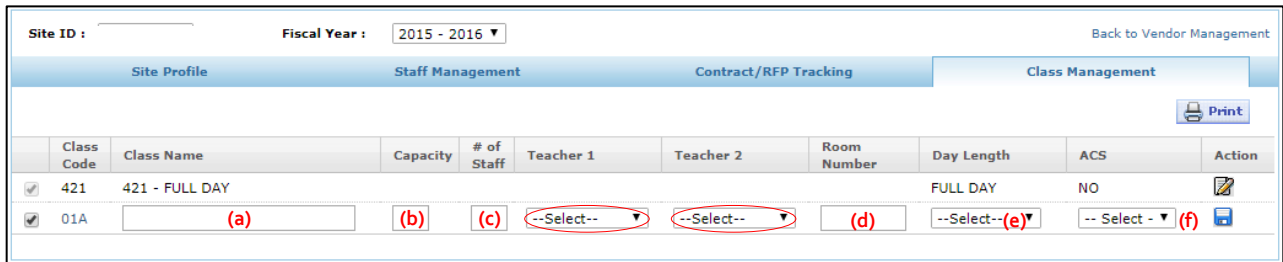 Site ID : Fiscal Year : 2015 - 2016 Back to Vendor Management
Site Profile Staff Management Contract/RFP Tracking Class Management
Print
Class Code Class Name Capacity # of Staff Teacher 1 Teacher 2 Room Number Day Length ACS Action
421 421 - FULL DAY FULL DAY NO
01A (a) (b) (c) --Select-- --Select-- (d) --Select-- (e) -- Select - (f)